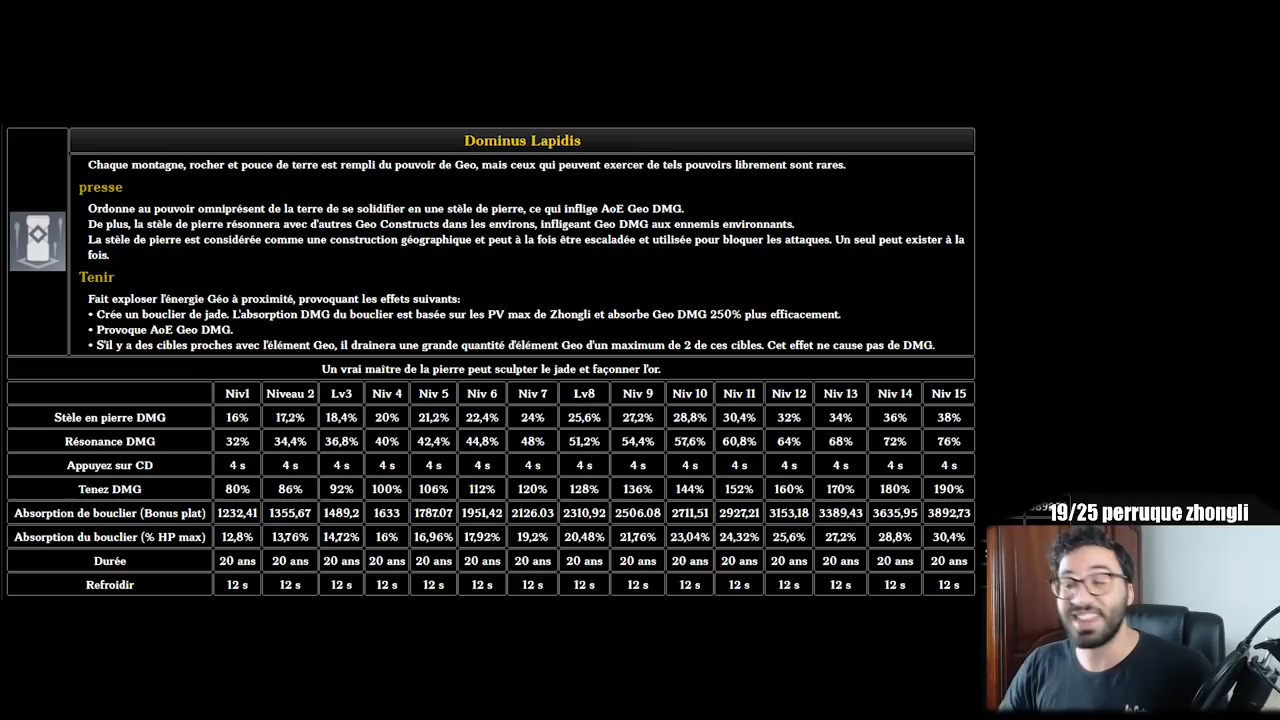 Dominus Lapidis
Chaque montagne, rocher et pouce de terre est rempli du pouvoir de Geo, mais ceux qui peuvent exercer de tels pouvoirs librement sont rares.
presse
Ordonne au pouvoir omniprésent de la terre de se solidifier en une stèle de pierre, ce qui inflige AoE Geo DMG.
De plus, la stèle de pierre résonnera avec d'autres Geo Constructs dans les environs, infligeant Geo DMG aux ennemis environnants.
La stèle de pierre est considérée comme une construction géographique et peut à la fois être escaladée et utilisée pour bloquer les attaques. Un seul peut exister à la
fois.
Tenir
Fait exploser l'énergie Géo à proximité, provoquant les effets suivants:
• Crée un bouclier de jade. L'absorption DMG du bouclier est basée sur les PV max de Zhongli et absorbe Geo DMG 250% plus efficacement.
• Provoque AoE Geo DMG.
• S'il y a des cibles proches avec l'élément Geo, il drainera une grande quantité d'élément Geo d'un maximum de 2 de ces cibles. Cet effet ne cause pas de DMG.
Un vrai maître de la pierre peut sculpter le jade et façonner l'or.
Niv1 Niveau 2 Lv3 Niv 4 Niv 5 Niv 6 Niv 7 Lv8 Niv 9 Niv 10 Niv 11 Niv 12 Niv 13 Niv 14 Niv 15
Stèle en pierre DMG 16% 17,2% 18,4% 20% 21,2% 22,4% 24% 25,6% 27,2% 28,8% 30,4% 32% 34% 36% 38%
Résonance DMG 32% 34,4% 36,8% 40% 42,4% 44,8% 48% 51,2% 54,4% 57,6% 60,8% 64% 68% 72% 76%
Appuyez sur CD 4 s 4 s 4 s 4 s 4 s 4 s 4 s 4 s 4 s 4 s 4 s 4 s 4 s 4 s 4 s
Tenez DMG 80% 86% 92% 100% 106% 112% 120% 128% 136% 144% 152% 160% 170% 180% 190%
Absorption de bouclier (Bonus plat) 1232,41 1355,67 1489,2 1633 1787.07 1951,42 2126.03 2310,92 2506.08 2711,51 2927,21 3153,18 3389,43 3635,95 3892,73
Absorption du bouclier (% HP max) 12,8% 13,76% 14,72% 16% 16,96% 17,92% 19,2% 20,48% 21,76% 23,04% 24,32% 25,6% 27,2% 28,8% 30,4%
Durée 20 ans 20 ans 20 ans 20 ans 20 ans 20 ans 20 ans 20 ans 20 ans 20 ans 20 ans 20 ans 20 ans 20 ans 20 ans
Refroidir 12 s 12 s 12 s 12 s 12 s 12 s 12 s 12 s 12 s 12 s 12 s 12 s 12 s 12 s 12 s
19/25 perruque zhongli